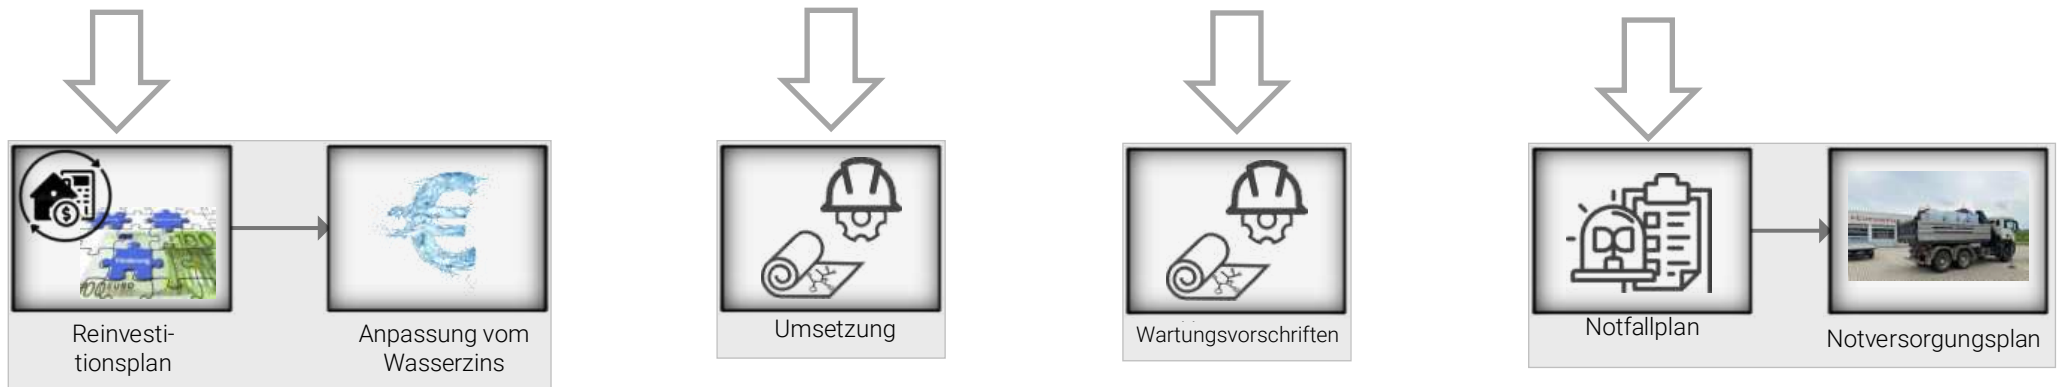 Reinvesti-
tionsplan
Anpassung vom
Wasserzins
Umsetzung
Wartungsvorschriften
Notfallplan
Notversorgungsplan